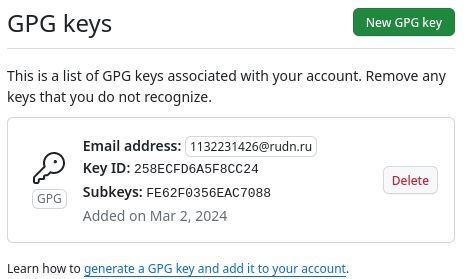 GPG keys
New GPG key
This is a list of GPG keys associated with your account. Remove any
keys that you do not recognize.
Email address: 1132231426@rudn.ru
Key ID: 258ECFD6A5F8CC24
GPG
Subkeys: FE62F0356EAC7088
Delete
Added on Mar 2, 2024
Learn how to generate a GPG key and add it to your account.